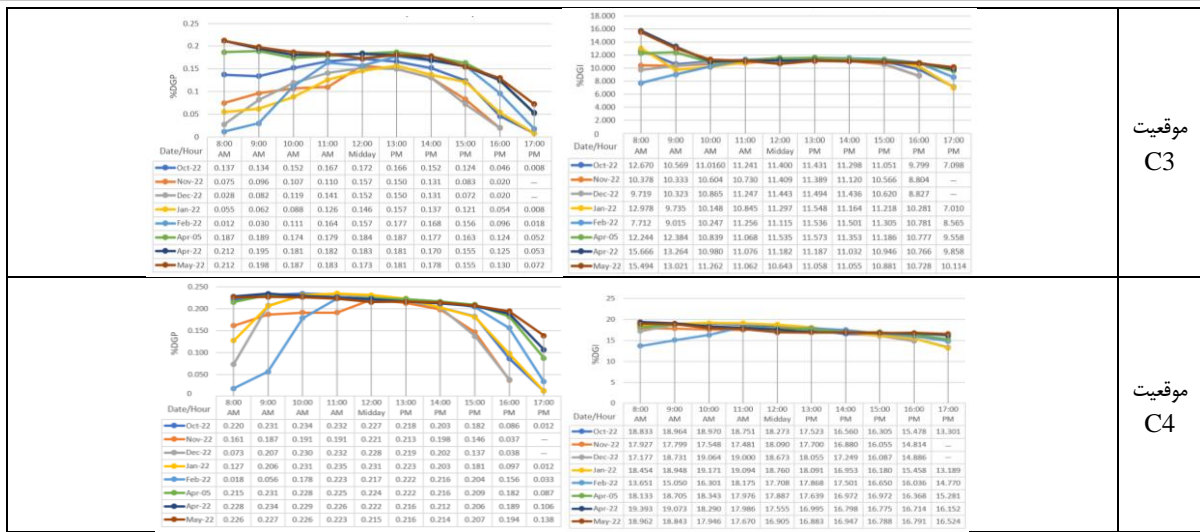 0.25
0.2
0.15
0.1
0.05
0
%DGP
Date/Hour 8:00 AM 9:00 AM 10:00 AM 11:00 AM 12:00 Midday 13:00 PM 14:00 PM 15:00 PM 16:00 PM 17:00 PM
Oct-22 0.137 0.134 0.152 0.167 0.172 0.166 0.152 0.124 0.046 0.008
Nov-22 0.075 0.096 0.107 0.110 0.157 0.150 0.131 0.083 0.020 --
Dec-22 0.028 0.082 0.119 0.141 0.152 0.150 0.131 0.072 0.020 --
Jan-22 0.055 0.062 0.088 0.126 0.146 0.157 0.137 0.121 0.054 0.008
Feb-22 0.012 0.030 0.111 0.164 0.157 0.177 0.168 0.156 0.096 0.018
Apr-05 0.187 0.189 0.174 0.179 0.184 0.187 0.177 0.163 0.124 0.052
Apr-22 0.212 0.195 0.181 0.182 0.183 0.181 0.170 0.155 0.125 0.053
May-22 0.212 0.198 0.187 0.183 0.173 0.181 0.178 0.155 0.130 0.072
18.000
16.000
14.000
12.000
10.000
8.000
6.000
4.000
2.000
0.000
%DGI
Date/Hour 8:00 AM 9:00 AM 10:00 AM 11:00 AM 12:00 Midday 13:00 PM 14:00 PM 15:00 PM 16:00 PM 17:00 PM
Oct-22 12.670 10.569 11.0160 11.241 11.400 11.431 11.298 11.051 9.799 7.098
Nov-22 10.378 10.333 10.604 10.730 11.409 11.389 11.120 10.566 8.804 --
Dec-22 9.719 10.323 10.865 11.247 11.443 11.494 11.436 10.620 8.827 --
Jan-22 12.978 9.735 10.148 10.845 11.297 11.548 11.164 11.218 10.281 7.010
Feb-22 7.712 9.015 10.247 11.256 11.115 11.536 11.501 11.305 10.781 8.565
Apr-05 12.244 12.384 10.839 11.068 11.535 11.573 11.353 11.186 10.777 9.558
Apr-22 15.666 13.264 10.980 11.076 11.182 11.187 11.032 10.946 10.766 9.858
May-22 15.494 13.021 11.262 11.062 10.643 11.058 11.055 10.881 10.728 10.114
موقعیت
C3
0.250
0.200
0.150
0.100
0.050
0
%DGP
Date/Hour 8:00 AM 9:00 AM 10:00 AM 11:00 AM 12:00 Midday 13:00 PM 14:00 PM 15:00 PM 16:00 PM 17:00 PM
Oct-22 0.220 0.231 0.234 0.232 0.227 0.218 0.203 0.182 0.086 0.012
Nov-22 0.161 0.187 0.191 0.191 0.221 0.213 0.198 0.146 0.037 --
Dec-22 0.073 0.207 0.230 0.232 0.228 0.219 0.202 0.137 0.038 --
Jan-22 0.127 0.206 0.231 0.235 0.231 0.223 0.203 0.181 0.097 0.012
Feb-22 0.018 0.056 0.178 0.223 0.217 0.222 0.216 0.204 0.156 0.033
Apr-05 0.215 0.231 0.228 0.225 0.224 0.222 0.216 0.209 0.182 0.087
Apr-22 0.228 0.234 0.229 0.226 0.222 0.216 0.212 0.206 0.189 0.106
May-22 0.226 0.227 0.226 0.223 0.215 0.216 0.214 0.207 0.194 0.138
25
20
15
10
5
0
%DGI
Date/Hour 8:00 AM 9:00 AM 10:00 AM 11:00 AM 12:00 Midday 13:00 PM 14:00 PM 15:00 PM 16:00 PM 17:00 PM
Oct-22 18.833 18.964 18.970 18.751 18.273 17.523 16.560 16.305 15.478 13.301
Nov-22 17.927 17.799 17.548 17.481 18.090 17.700 16.880 16.055 14.814 --
Dec-22 17.177 18.731 19.064 19.000 18.673 18.055 17.249 16.087 14.886 --
Jan-22 18.454 18.948 19.171 19.094 18.760 18.091 16.953 16.180 15.458 13.189
Feb-22 13.651 15.050 16.301 18.175 17.708 17.868 17.501 16.650 16.036 14.770
Apr-05 18.133 18.705 18.343 17.976 17.887 17.639 16.972 16.972 16.368 15.281
Apr-22 19.393 19.073 18.290 17.986 17.555 16.995 16.798 16.775 16.714 16.152
May-22 18.962 18.843 17.946 17.670 16.905 16.883 16.947 16.788 16.791 16.524
موقعیت
C4